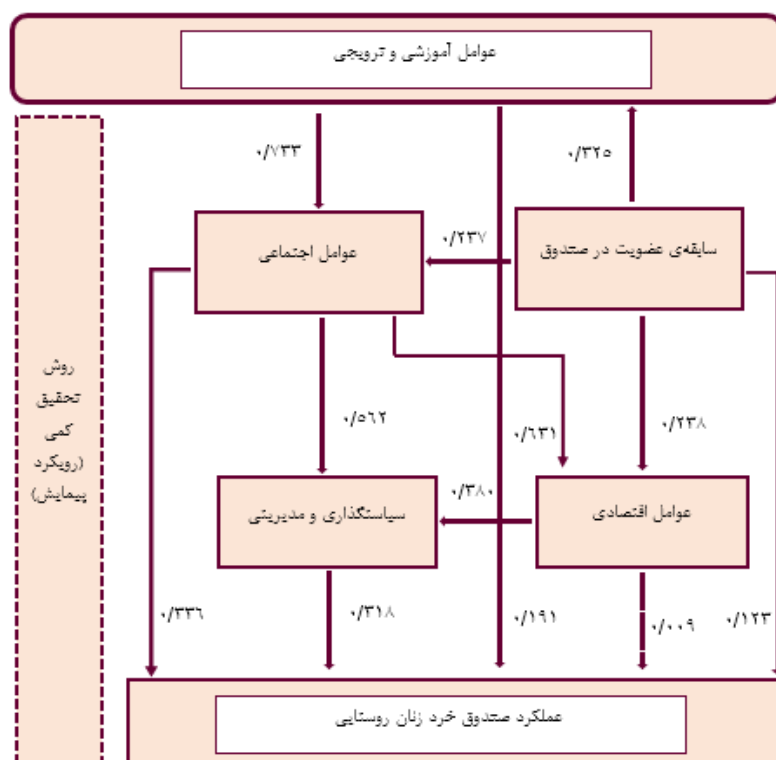 عوامل آموزشی و ترویجی
۰/۷۳۳
۰/۳۲۵
سابقه‌ی عضویت در صندوق
۰/۲۳۷
عوامل اجتماعی
روش
تحقیق
کمی
(رویکرد
پیمایش)
۰/۵۶۲
۰/۶۳۱
۰/۲۳۸
عوامل اقتصادی
۰/۳۸۰
سیاستگذاری و مدیریتی
۰/۱۲۳
۰/۰۰۹
۰/۱۹۱
۰/۳۱۸
۰/۳۳۶
عملکرد صندوق خرد زنان روستایی